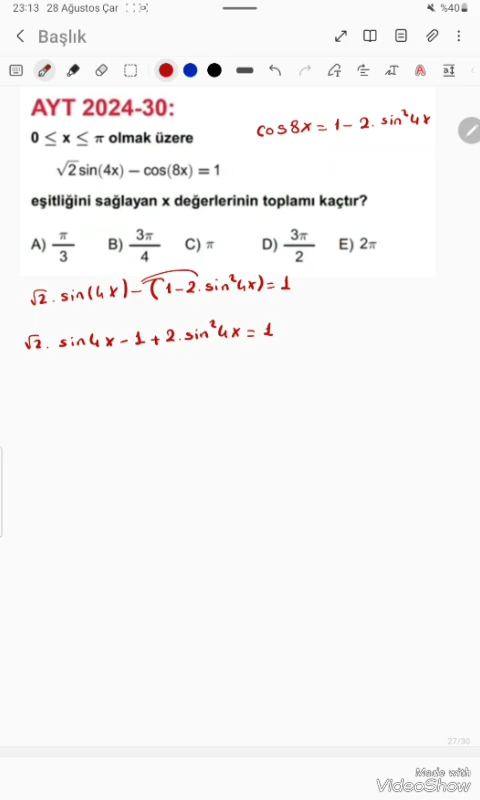 23:13 28 Ağustos Çar %40
Başlık
AYT 2024-30:
0 ≤ x ≤ π olmak üzere
cos8x = 1 - 2. sin²4x
√2sin(4x) – cos(8x) = 1
eşitliğini sağlayan x değerlerinin toplamı kaçtır?
A) π/3 B) 3π/4 C) π D) 3π/2 E) 2π
√2. sin(4x) - (1-2. sin²4x) = 1
√2. sin4x - 1 + 2. sin²4x = 1
27/30
Made with
VideoShow